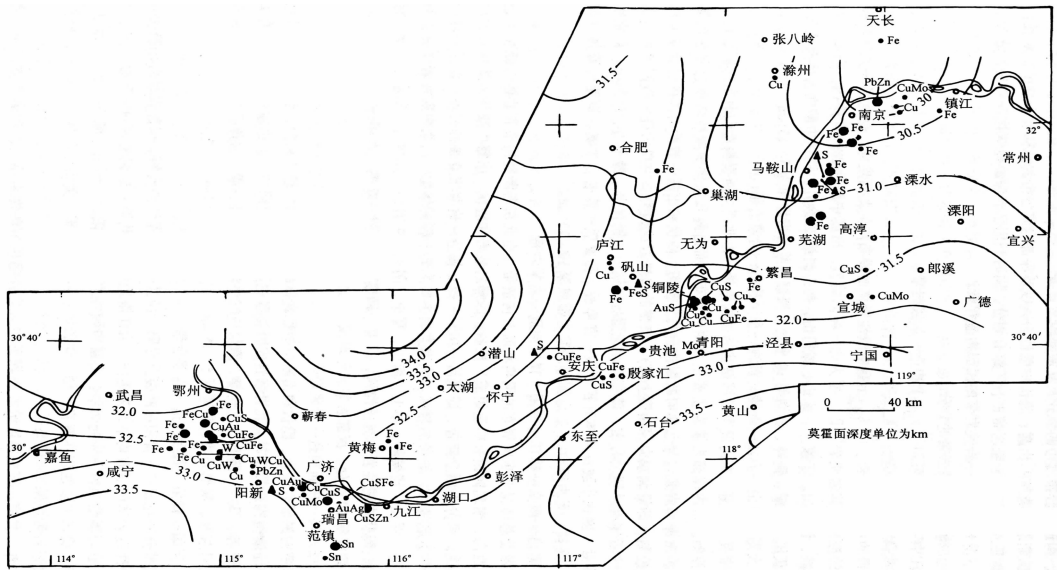 天长
Fe
张八岭
31.5
滁州
Cu
PbZn
CuMo
30
镇江
Cu
南京
Fe
30.5
32°
Fe
Fe
Fe
合肥
S
Fe
常州
马鞍山
Fe
Fe
溧水
巢湖
Fe
S
31.0
溧阳
Fe
宜兴
庐江
无为
芜湖
高淳
31.5
Cu
矾山
繁昌
CuS
郎溪
S
CuS
Fe
FeS
铜陵
Cu
宣城
CuMo
广德
Fe
AuS
Cu
Cu
Cu
CuFe
32.0
30°40′
34.0
33.5
33.0
潜山
S
CuFe
贵池
Mo
青阳
泾县
宁国
30°40′
安庆
CuFe
殷家汇
33.0
119°
武昌
鄂州
太湖
怀宁
CuS
0
40 km
32.0
FeCu
CuS
蕲春
32.5
33.5
黄山
Fe
CuAu
石台
莫霍面深度单位为km
32.5
Fe
CuFe
黄梅
Fe
东至
30°
Fe
W
CuFe
Fe
嘉鱼
Fe
Cu
Cu
WCu
118°
咸宁
33.0
CuW
PbZn
广济
CuSFe
彭泽
Cu
CuAu
Cu
CuS
33.5
阳新
S
CuMo
AuAg
湖口
瑞昌
CuSZn
九江
范镇
Sn
Sn
114°
115°
116°
117°